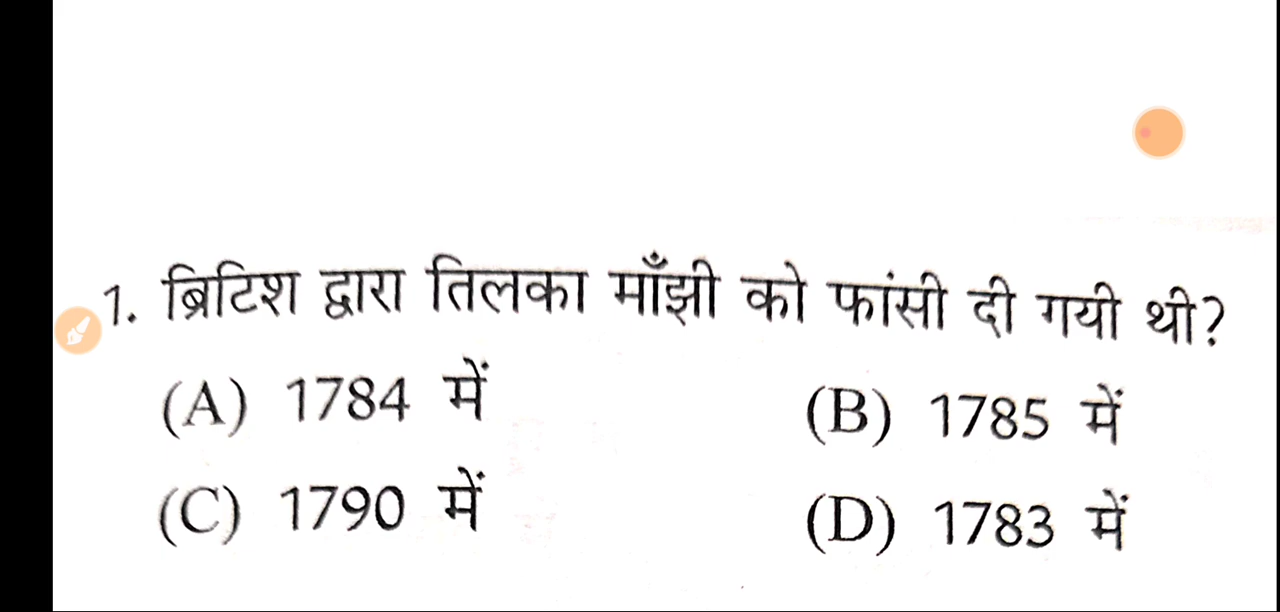 1. ब्रिटिश द्वारा तिलका माँझी को फांसी दी गयी थी?
(A) 1784 में (B) 1785 में
(C) 1790 में (D) 1783 में